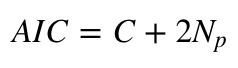 AIC = C + 2N_p